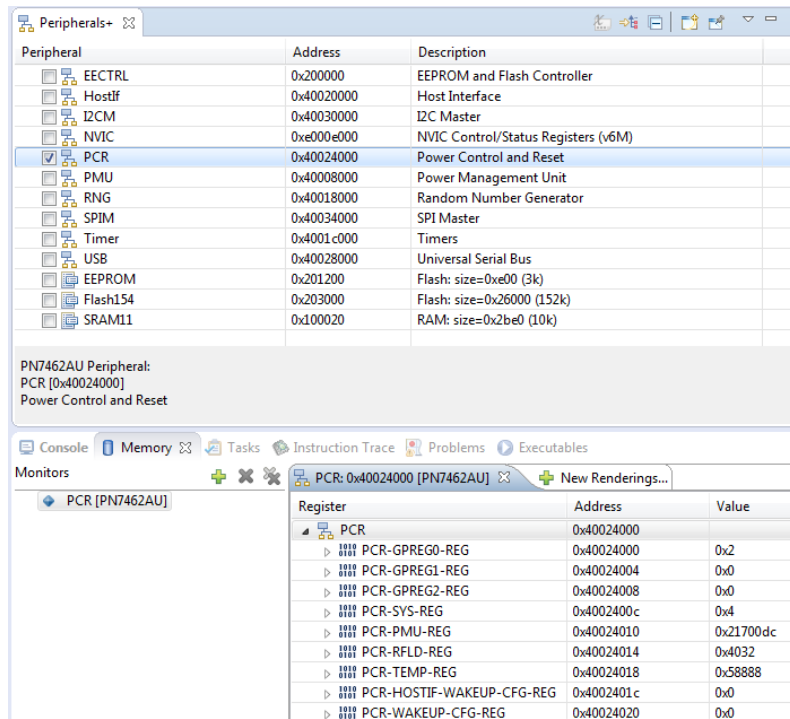 Peripherals+
Peripheral Address Description
EECTRL 0x200000 EEPROM and Flash Controller
HostIf 0x40020000 Host Interface
I2CM 0x40030000 I2C Master
NVIC 0xe000e000 NVIC Control/Status Registers (v6M)
PCR 0x40024000 Power Control and Reset
PMU 0x40008000 Power Management Unit
RNG 0x40018000 Random Number Generator
SPIM 0x40034000 SPI Master
Timer 0x4001c000 Timers
USB 0x40028000 Universal Serial Bus
EEPROM 0x201200 Flash: size=0xe00 (3k)
Flash154 0x203000 Flash: size=0x26000 (152k)
SRAM11 0x100020 RAM: size=0x2be0 (10k)
PN7462AU Peripheral:
PCR [0x40024000]
Power Control and Reset
Console Memory Tasks Instruction Trace Problems Executables
Monitors PCR: 0x40024000 [PN7462AU] New Renderings...
PCR [PN7462AU]
Register Address Value
PCR 0x40024000
PCR-GPREG0-REG 0x40024000 0x2
PCR-GPREG1-REG 0x40024004 0x0
PCR-GPREG2-REG 0x40024008 0x0
PCR-SYS-REG 0x4002400c 0x4
PCR-PMU-REG 0x40024010 0x21700dc
PCR-RFLD-REG 0x40024014 0x4032
PCR-TEMP-REG 0x40024018 0x58888
PCR-HOSTIF-WAKEUP-CFG-REG 0x4002401c 0x0
PCR-WAKEUP-CFG-REG 0x40024020 0x0